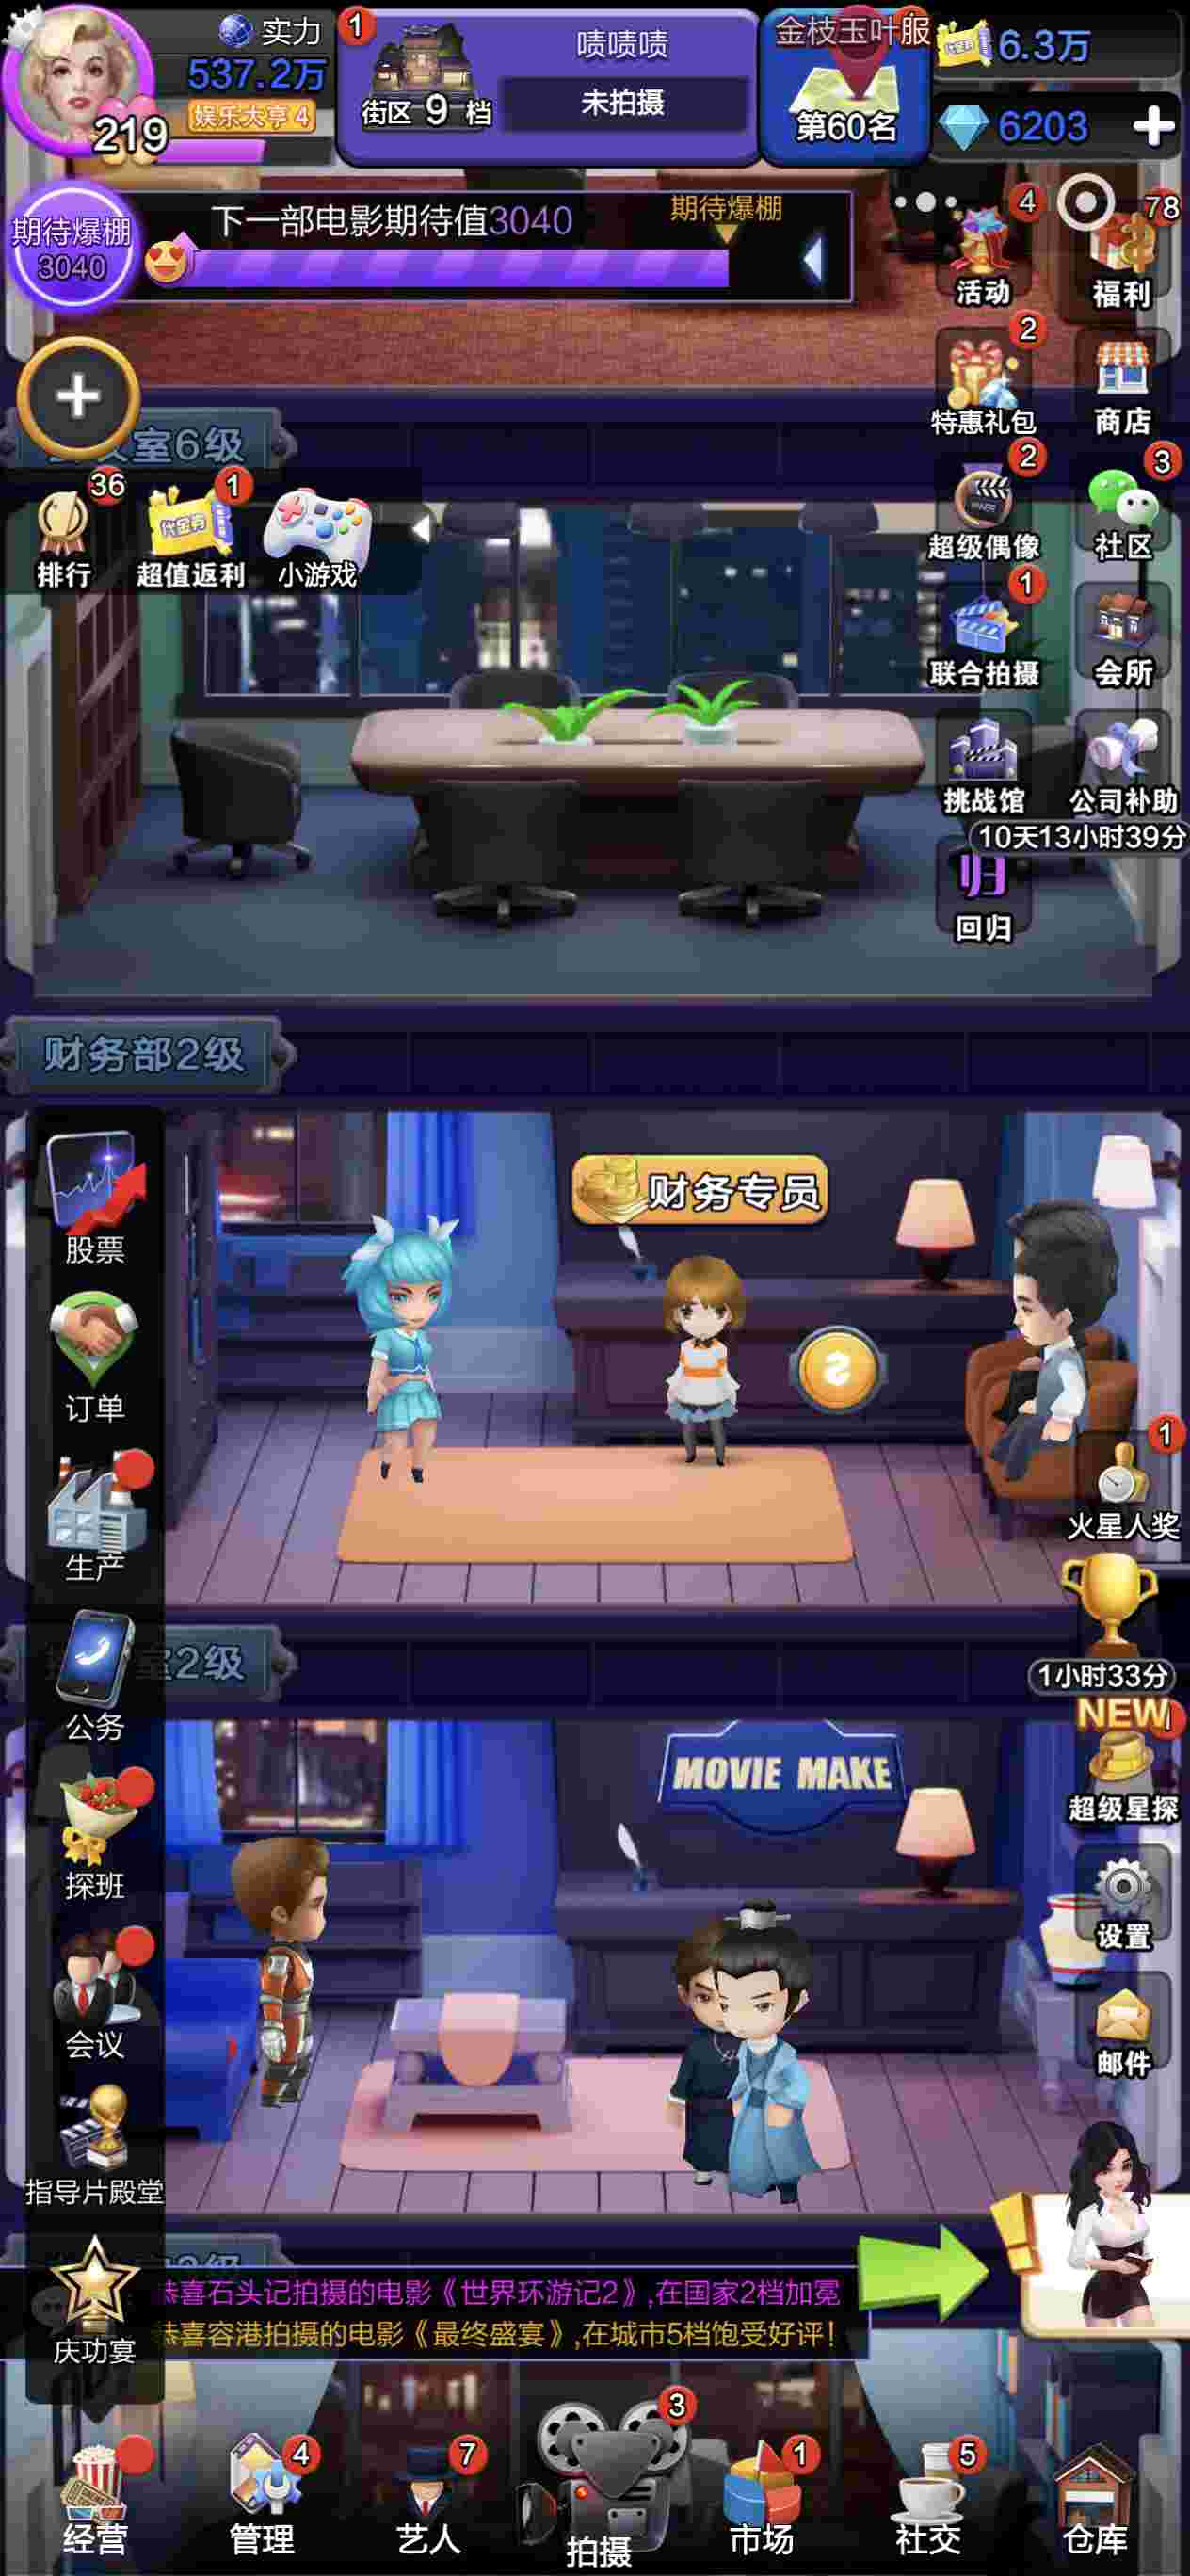 实力
537.2万
娱乐大亨 4
219
1
街区 9 档
啧啧啧
未拍摄
金枝玉叶服
第60名
代金券
6.3万
6203
期待爆棚
3040
下一部电影期待值3040
期待爆棚
4
活动
78
福利
2
特惠礼包
商店
室6级
36
排行
1
代金券
超值返利
小游戏
2
超级偶像
3
社区
1
联合拍摄
会所
挑战馆
公司补助
10天13小时39分
归
回归
财务部2级
股票
财务专员
订单
生产
1
火星人奖
1小时33分
室2级
公务
NEW
超级星探
MOVIE MAKE
探班
设置
会议
邮件
指导片殿堂
恭喜石头记拍摄的电影《世界环游记2》,在国家2档加冕
恭喜容港拍摄的电影《最终盛宴》,在城市5档饱受好评!
庆功宴
经营
4
管理
7
艺人
3
拍摄
1
市场
5
社交
仓库